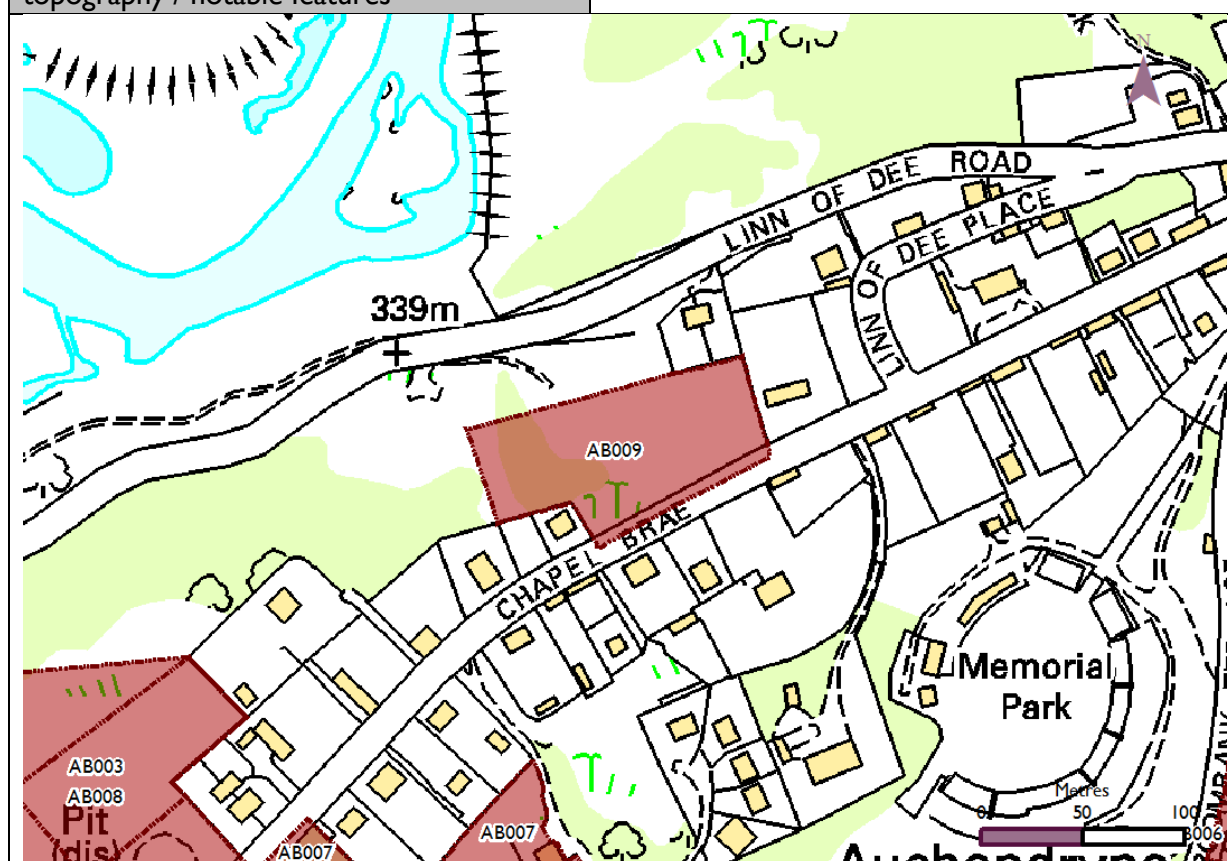 topography / notable features
N
LINN OF DEE ROAD
LINN OF DEE PLACE
339m
AB009
CHAPEL BRAE
Memorial
Park
AB003
AB008
Pit
(dis)
AB007
AB007
Metres
0 50 100